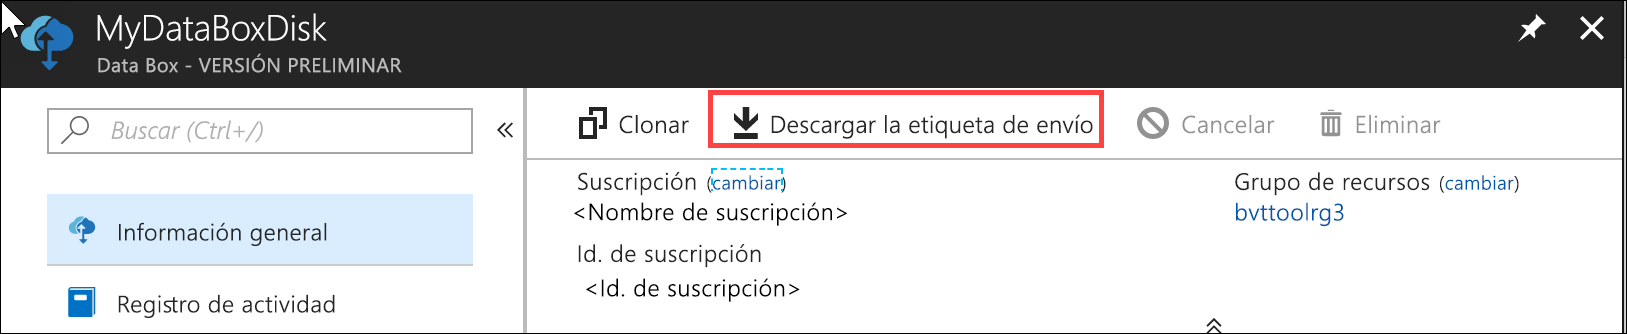 MyDataBoxDisk
Data Box - VERSIÓN PRELIMINAR
Buscar (Ctrl+/)
Información general
Registro de actividad
Clonar Descargar la etiqueta de envío Cancelar Eliminar
Suscripción (cambiar)
<Nombre de suscripción>
Id. de suscripción
<Id. de suscripción>
Grupo de recursos (cambiar)
bvttoolrg3